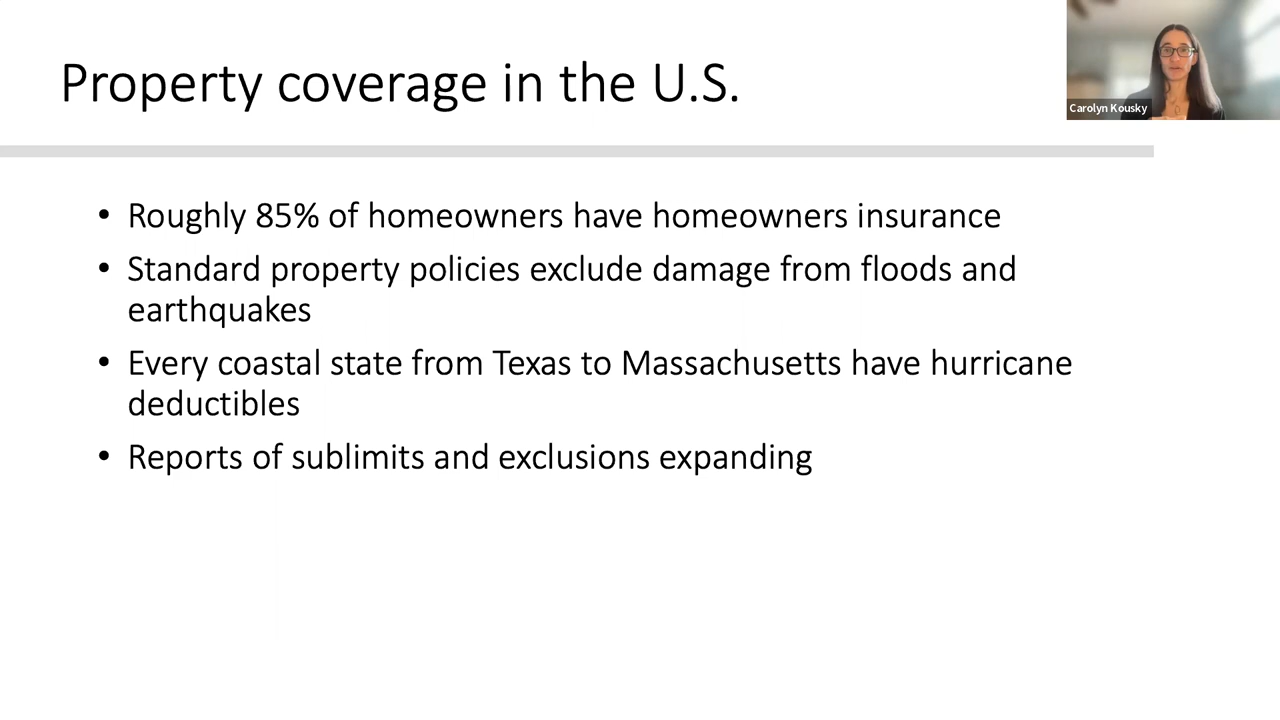 Property coverage in the U.S.
Carolyn Kousky
• Roughly 85% of homeowners have homeowners insurance
• Standard property policies exclude damage from floods and
earthquakes
• Every coastal state from Texas to Massachusetts have hurricane
deductibles
• Reports of sublimits and exclusions expanding